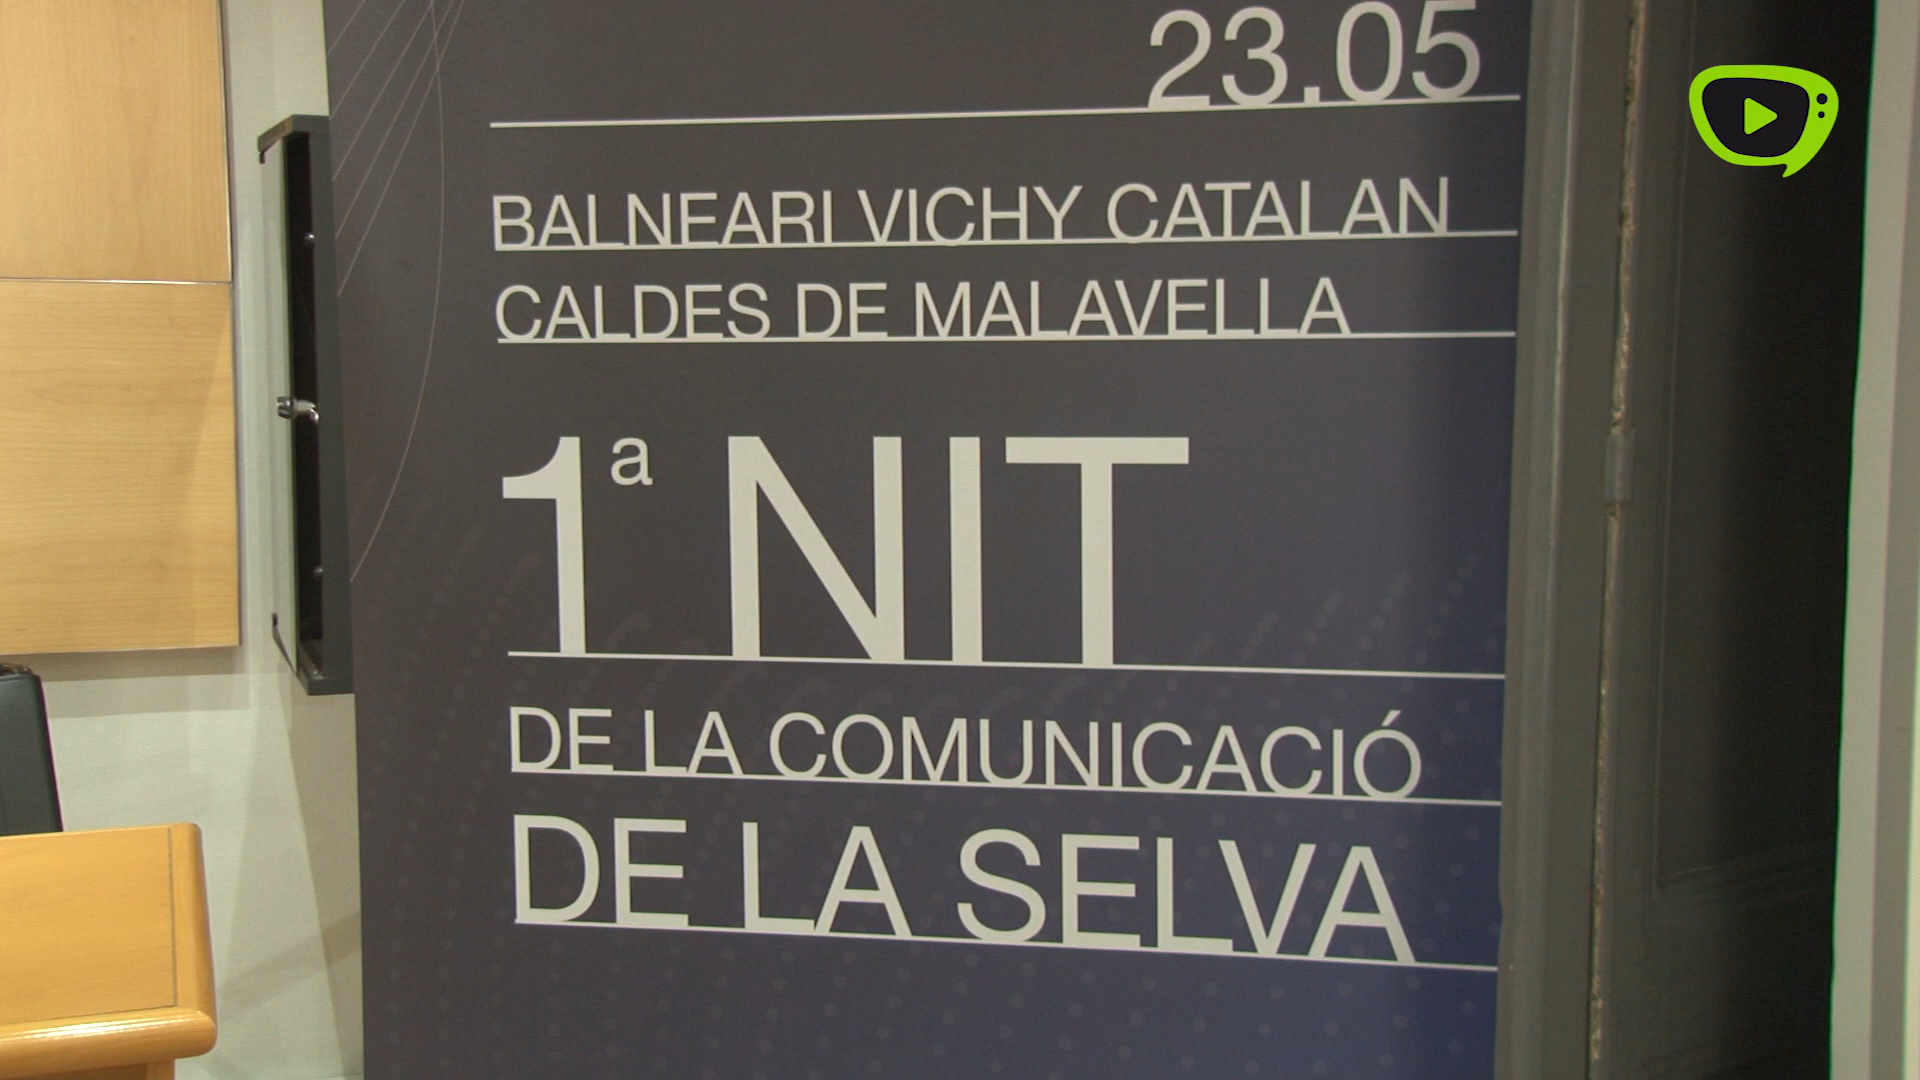 23.05
BALNEARI VICHY CATALAN
CALDES DE MALAVELLA
1ª NIT
DE LA COMUNICACIÓ
DE LA SELVA